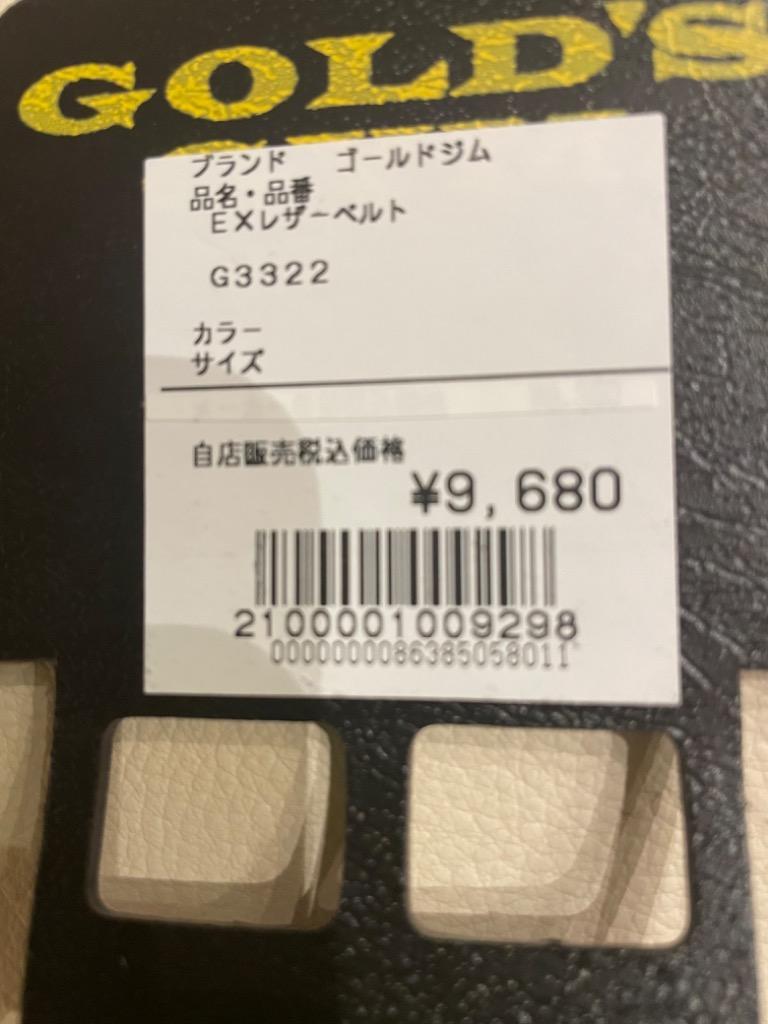 GOLD'S
ブランド ゴールドジム
品名・品番
EXレザーベルト
G3322
カラー
サイズ
自店販売税込価格
¥9,680
2100001009298
0000000086385058011